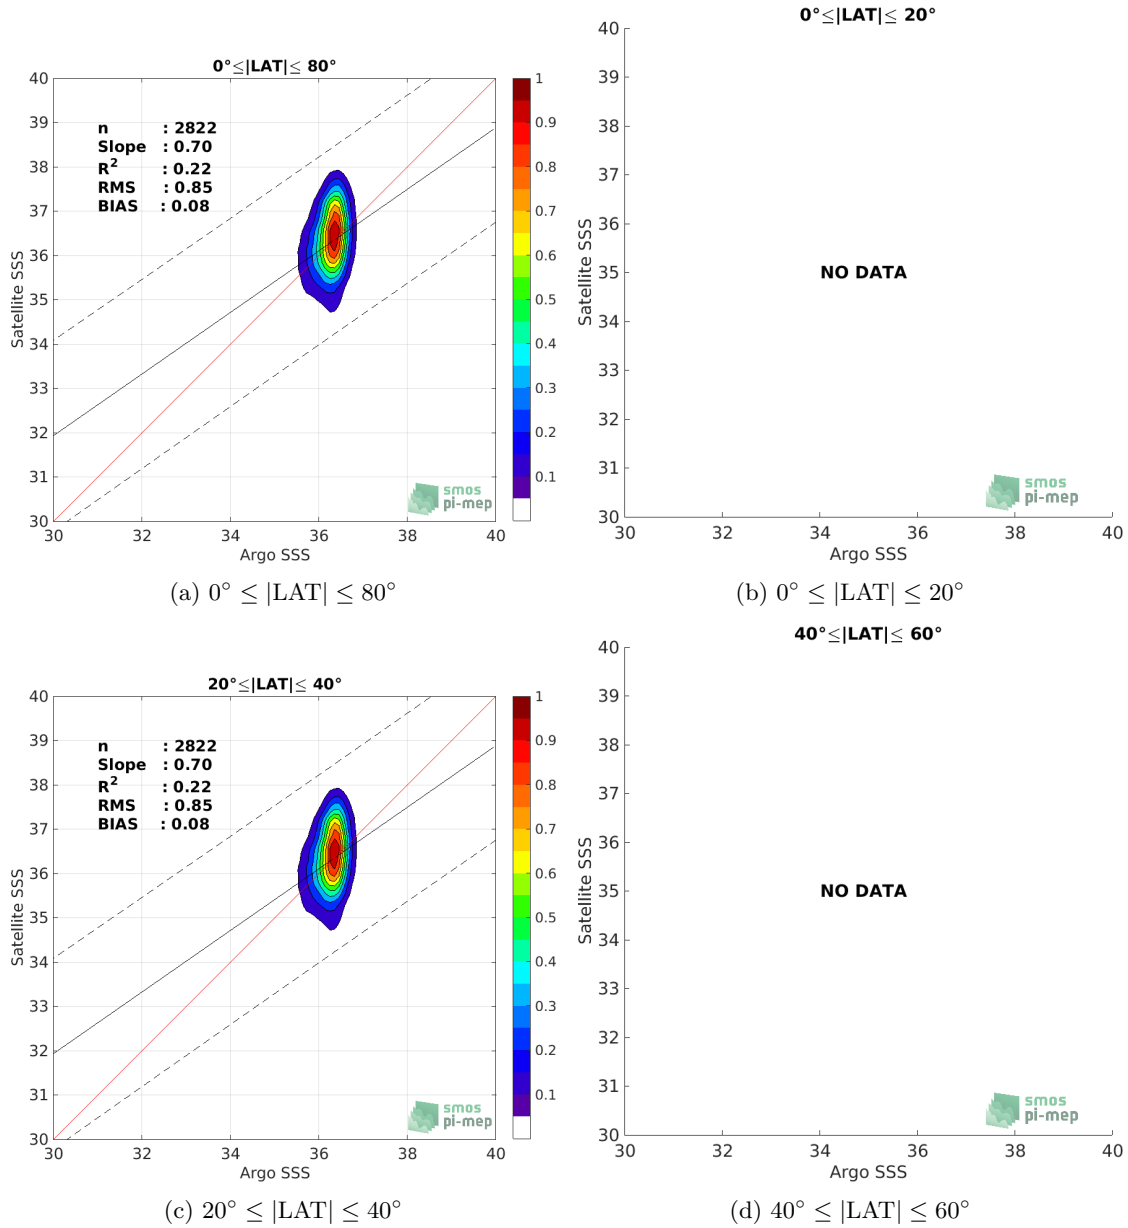 0°≤|LAT|≤ 80°
40
39
38
37
36
35
34
33
32
31
30
30 32 34 36 38 40
Satellite SSS
Argo SSS
n : 2822
Slope : 0.70
R² : 0.22
RMS : 0.85
BIAS : 0.08
1
0.9
0.8
0.7
0.6
0.5
0.4
0.3
0.2
0.1
smos
pi-mep
(a) 0° ≤ |LAT| ≤ 80°
0°≤|LAT|≤ 20°
40
39
38
37
36
35
34
33
32
31
30
30 32 34 36 38 40
Satellite SSS
Argo SSS
NO DATA
smos
pi-mep
(b) 0° ≤ |LAT| ≤ 20°
20°≤|LAT|≤ 40°
40
39
38
37
36
35
34
33
32
31
30
30 32 34 36 38 40
Satellite SSS
Argo SSS
n : 2822
Slope : 0.70
R² : 0.22
RMS : 0.85
BIAS : 0.08
1
0.9
0.8
0.7
0.6
0.5
0.4
0.3
0.2
0.1
smos
pi-mep
(c) 20° ≤ |LAT| ≤ 40°
40°≤|LAT|≤ 60°
40
39
38
37
36
35
34
33
32
31
30
30 32 34 36 38 40
Satellite SSS
Argo SSS
NO DATA
smos
pi-mep
(d) 40° ≤ |LAT| ≤ 60°